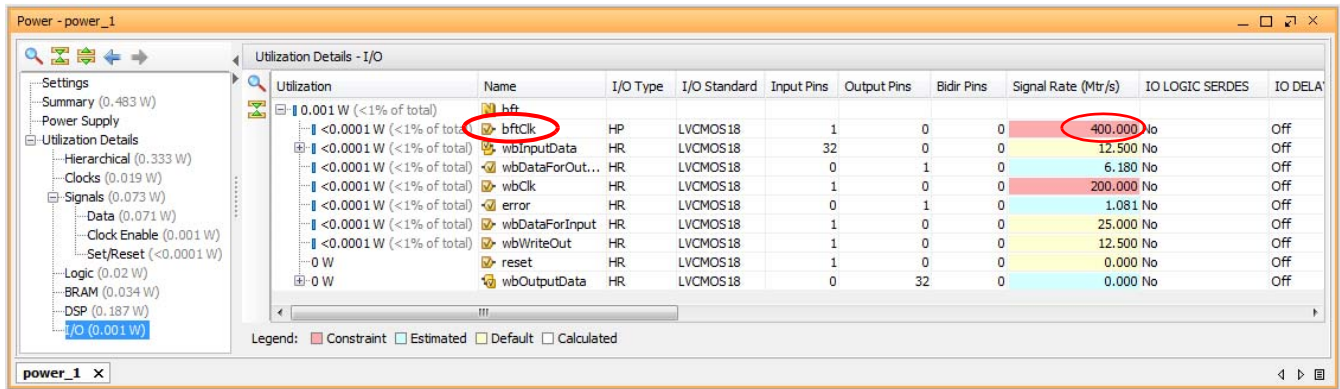 Power - power_1
Utilization Details - I/O
Settings
Summary (0.483 W)
Power Supply
Utilization Details
Hierarchical (0.333 W)
Clocks (0.019 W)
Signals (0.073 W)
Data (0.071 W)
Clock Enable (0.001 W)
Set/Reset (<0.0001 W)
Logic (0.02 W)
BRAM (0.034 W)
DSP (0.187 W)
I/O (0.001 W)
Utilization Name I/O Type I/O Standard Input Pins Output Pins Bidir Pins Signal Rate (Mtr/s) IO LOGIC SERDES IO DELA
0.001 W (<1% of total) bft
<0.0001 W (<1% of total) bftClk HP LVCMOS18 1 0 0 400.000 No Off
<0.0001 W (<1% of total) wbInputData HR LVCMOS18 32 0 0 12.500 No Off
<0.0001 W (<1% of total) wbDataForOut... HR LVCMOS18 0 1 0 6.180 No Off
<0.0001 W (<1% of total) wbClk HR LVCMOS18 1 0 0 200.000 No Off
<0.0001 W (<1% of total) error HR LVCMOS18 0 1 0 1.081 No Off
<0.0001 W (<1% of total) wbDataForInput HR LVCMOS18 1 0 0 25.000 No Off
<0.0001 W (<1% of total) wbWriteOut HR LVCMOS18 1 0 0 12.500 No Off
0 W reset HR LVCMOS18 1 0 0 0.000 No Off
0 W wbOutputData HR LVCMOS18 0 32 0 0.000 No Off
Legend: Constraint Estimated Default Calculated
power_1